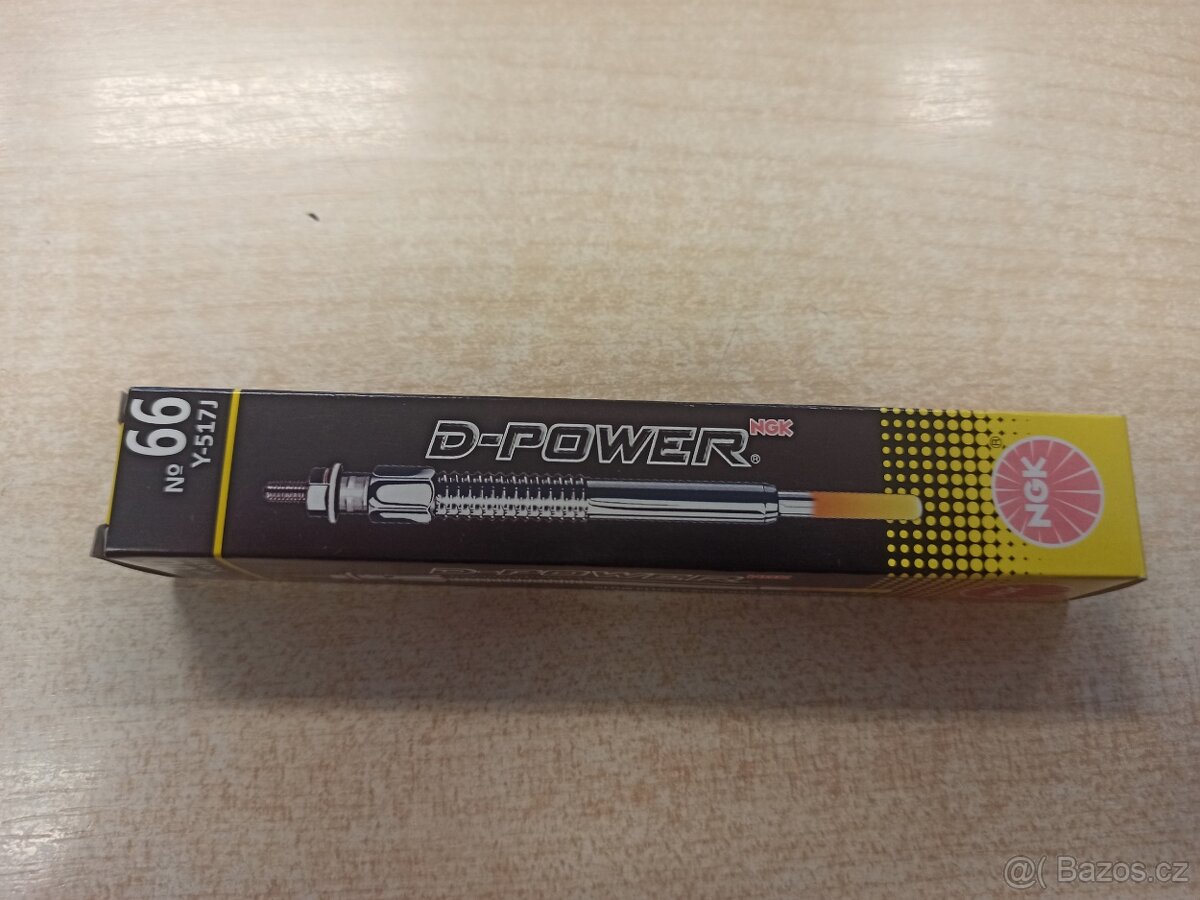 № 66
Y-517J
D-POWER® NGK
® NGK
@( Bazos.cz